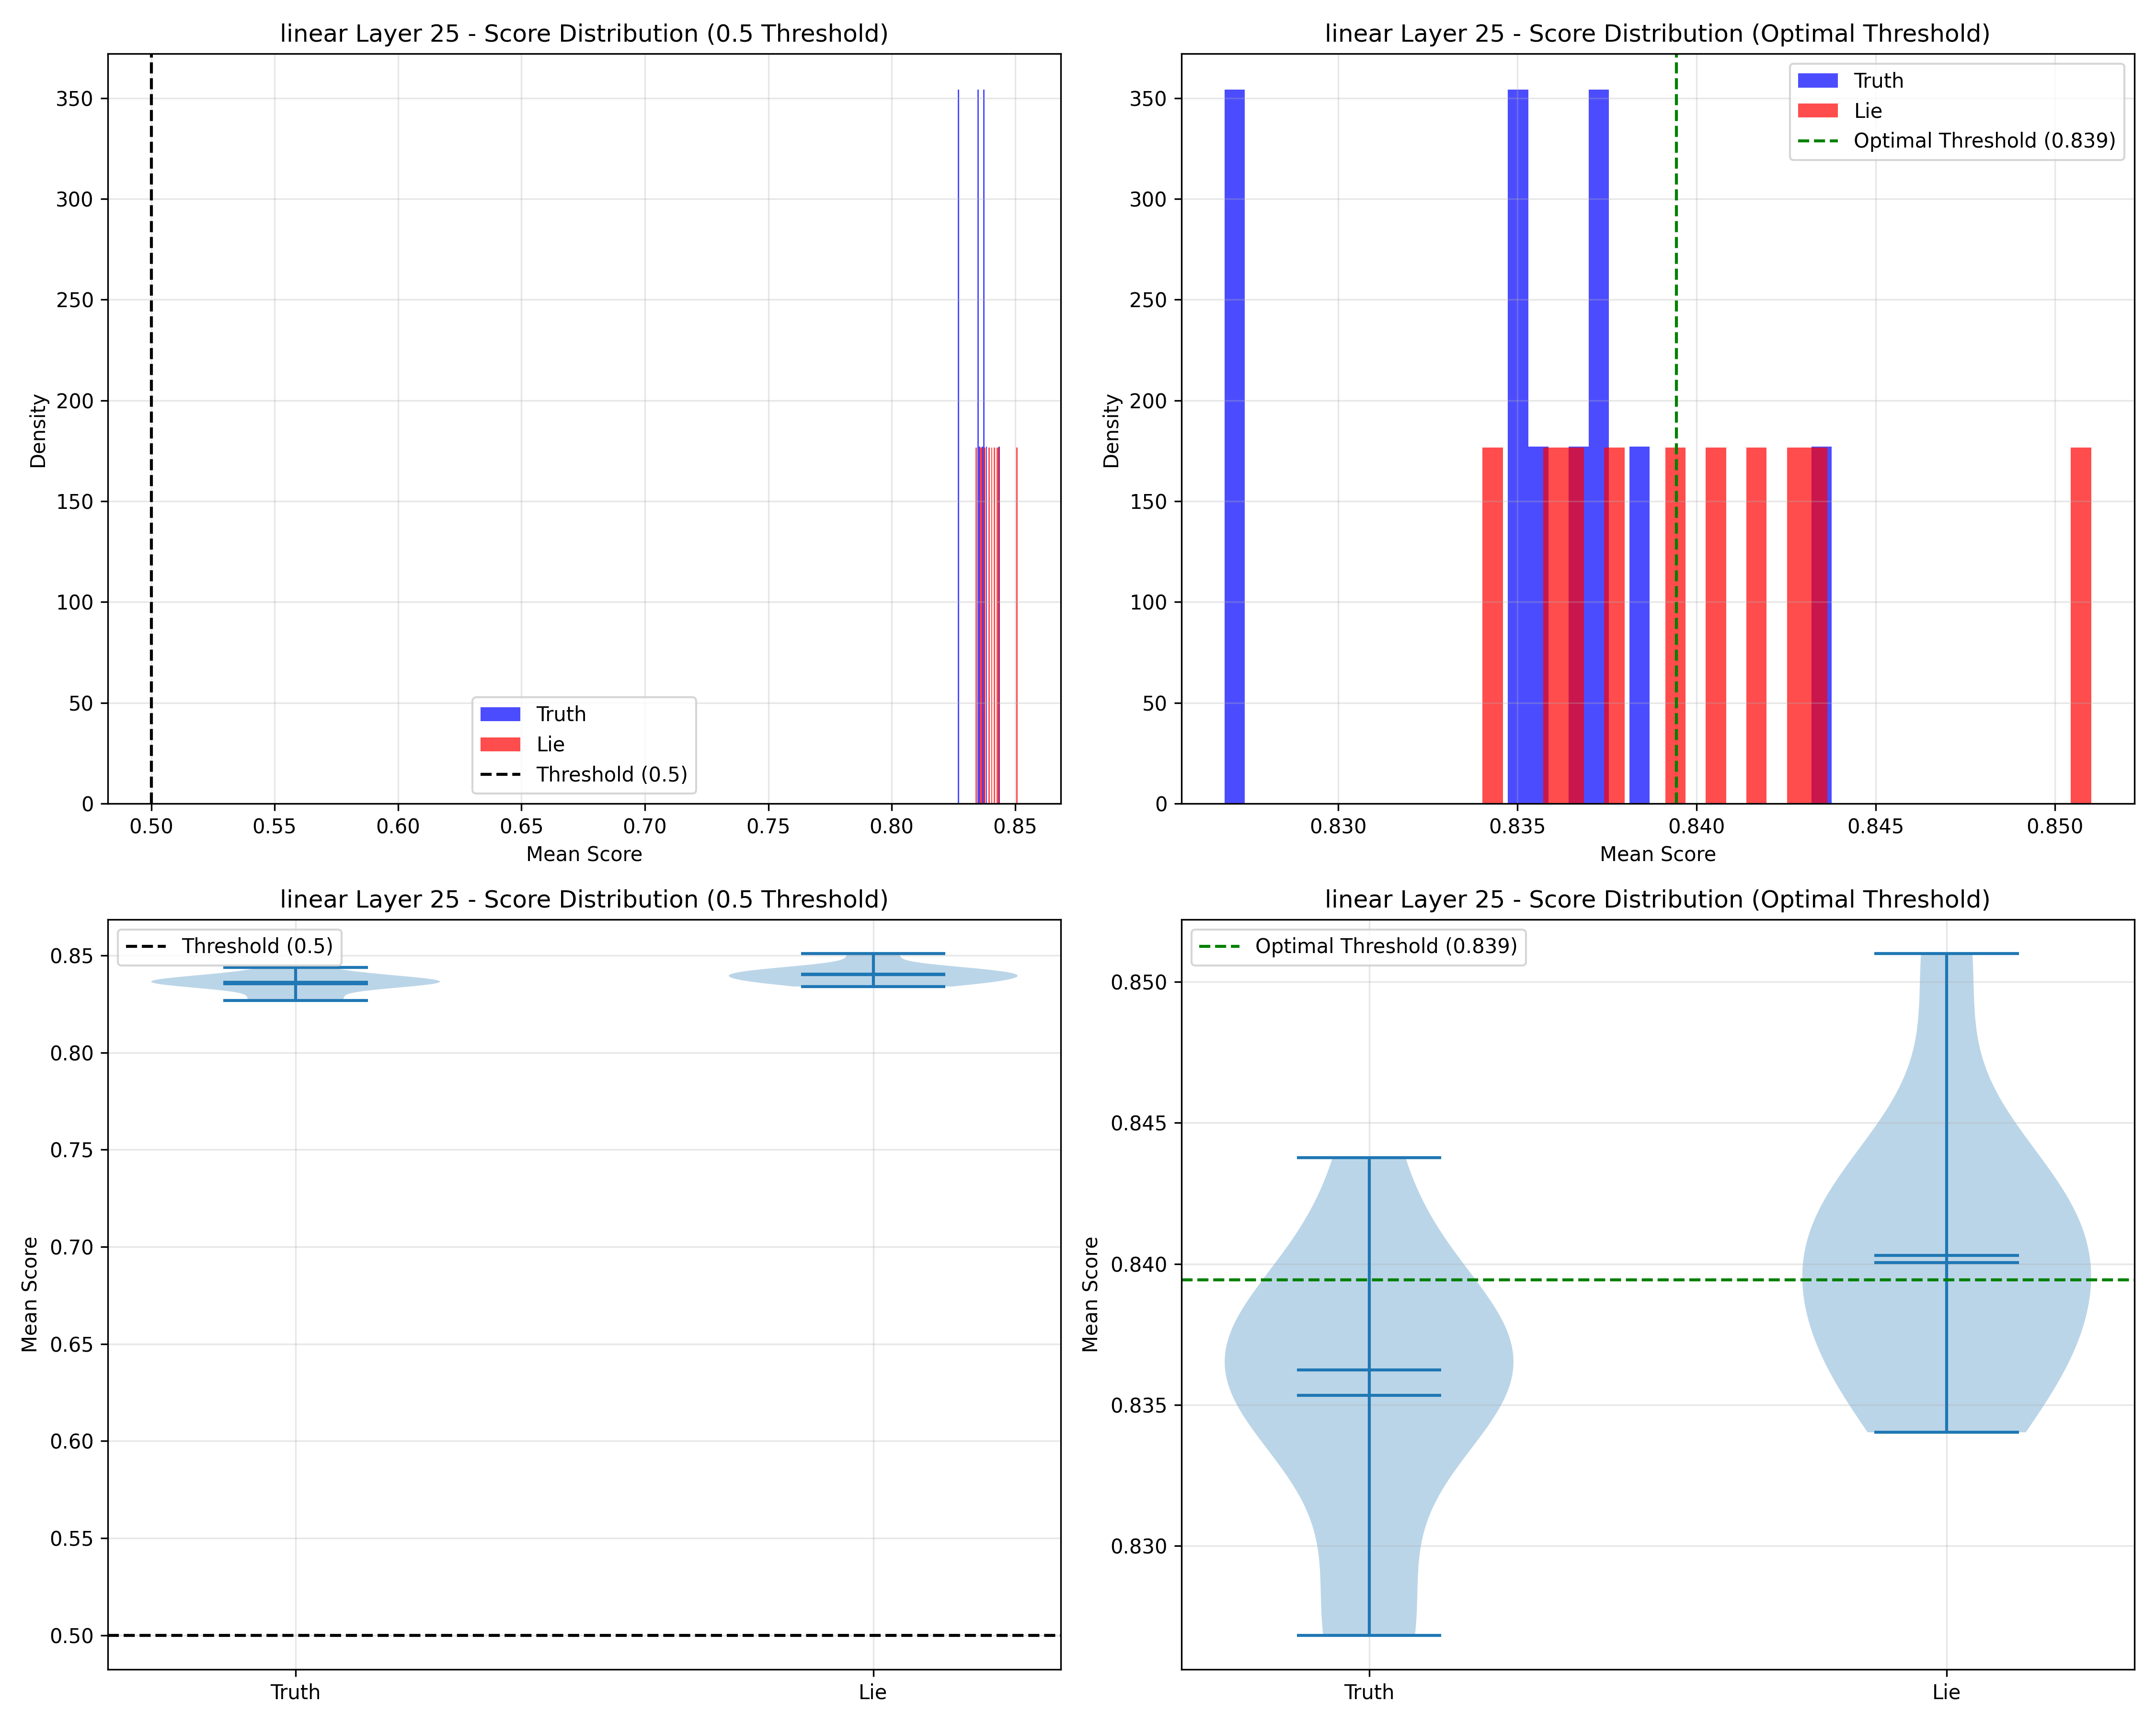 linear Layer 25 - Score Distribution (0.5 Threshold)
Density
350
300
250
200
150
100
50
0
Truth
Lie
Threshold (0.5)
0.50 0.55 0.60 0.65 0.70 0.75 0.80 0.85
Mean Score
linear Layer 25 - Score Distribution (Optimal Threshold)
Density
350
300
250
200
150
100
50
0
Truth
Lie
Optimal Threshold (0.839)
0.830 0.835 0.840 0.845 0.850
Mean Score
linear Layer 25 - Score Distribution (0.5 Threshold)
Mean Score
Threshold (0.5)
0.85
0.80
0.75
0.70
0.65
0.60
0.55
0.50
Truth Lie
linear Layer 25 - Score Distribution (Optimal Threshold)
Mean Score
Optimal Threshold (0.839)
0.850
0.845
0.840
0.835
0.830
Truth Lie